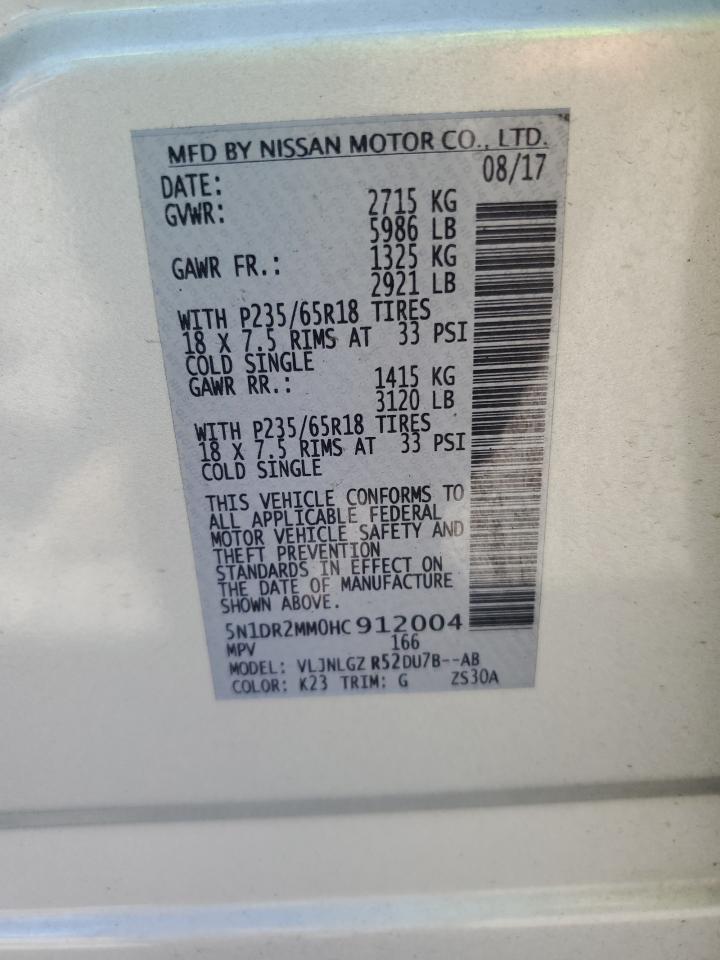 MFD BY NISSAN MOTOR CO., LTD.
DATE: 08/17
GVWR: 2715 KG
5986 LB
GAWR FR.: 1325 KG
2921 LB
WITH P235/65R18 TIRES
18 X 7.5 RIMS AT 33 PSI
COLD SINGLE
GAWR RR.: 1415 KG
3120 LB
WITH P235/65R18 TIRES
18 X 7.5 RIMS AT 33 PSI
COLD SINGLE
THIS VEHICLE CONFORMS TO
ALL APPLICABLE FEDERAL
MOTOR VEHICLE SAFETY AND
THEFT PREVENTION
STANDARDS IN EFFECT ON
THE DATE OF MANUFACTURE
SHOWN ABOVE.
5N1DR2MM0HC912004
MPV 166
MODEL: VLJNLGZ R52DU7B--AB
COLOR: K23 TRIM: G ZS30A